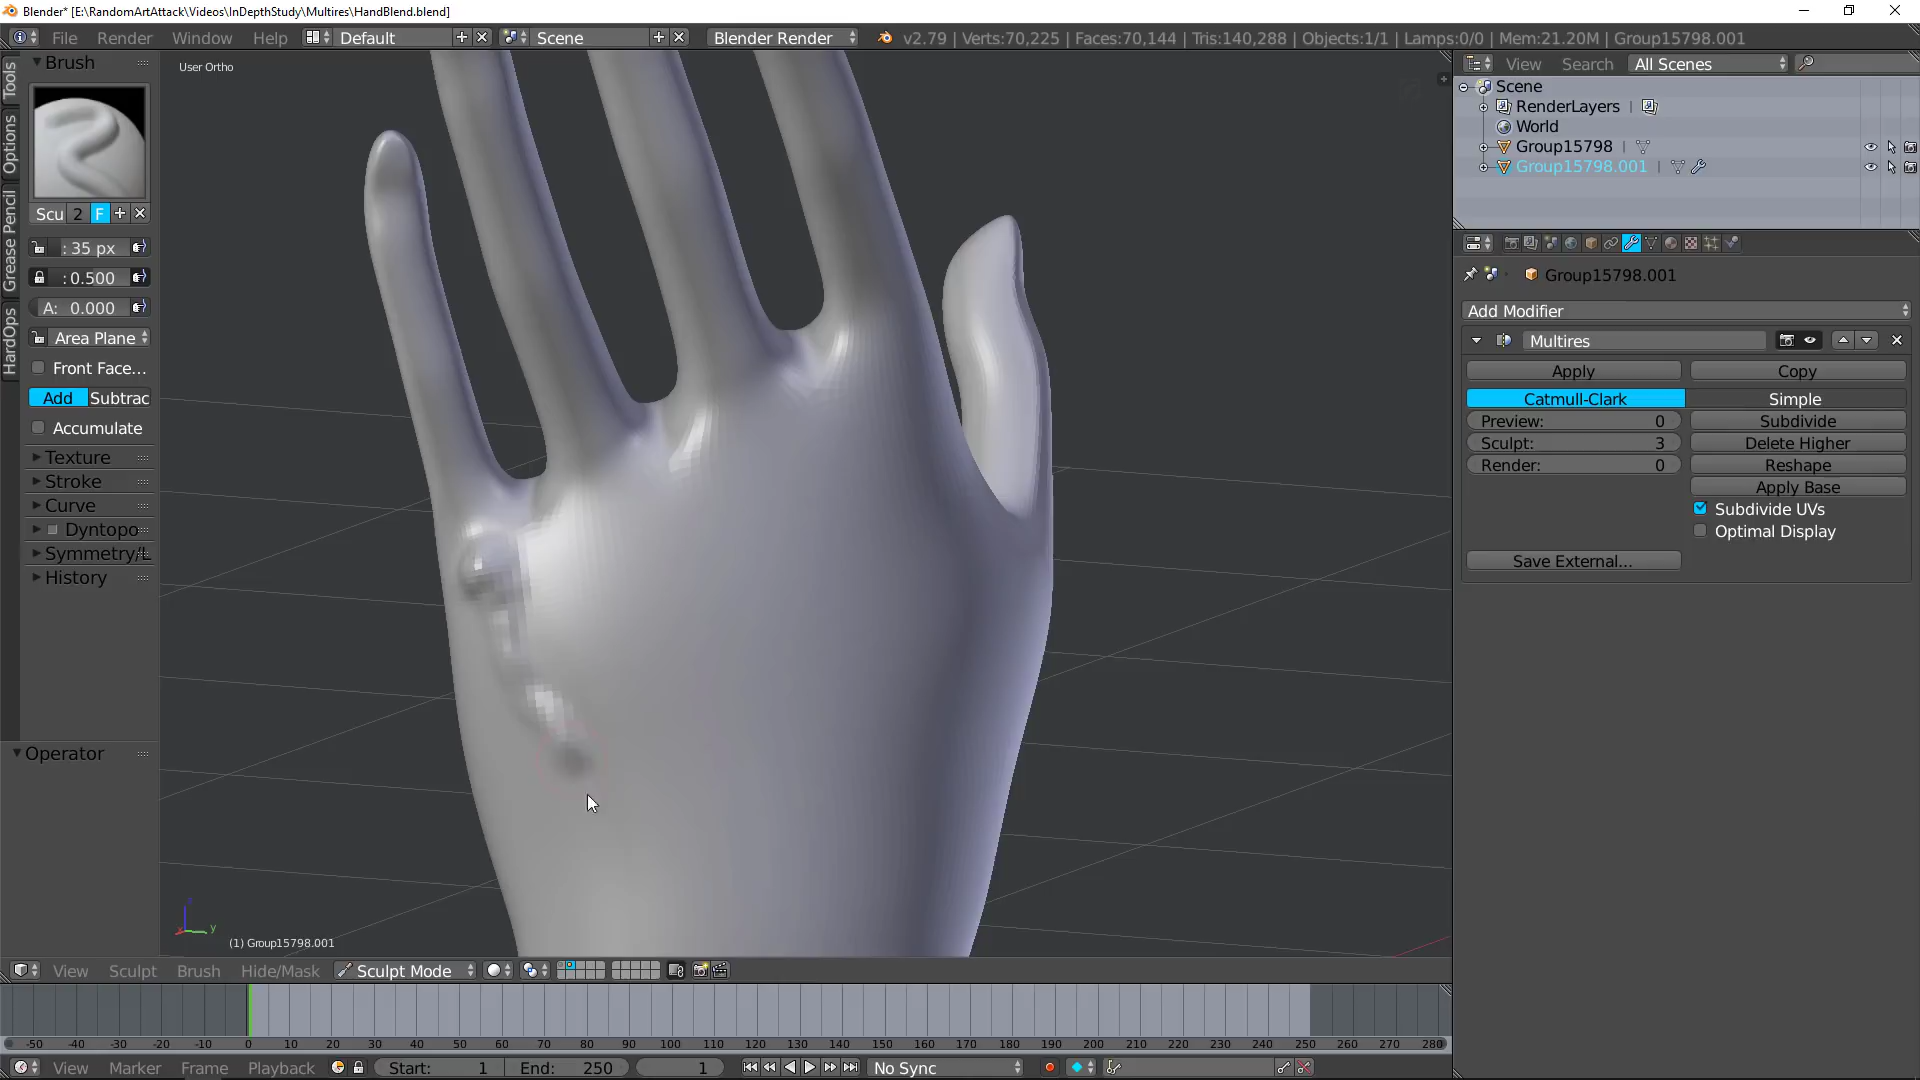 Blender* [E:\RandomArtAttack\Videos\InDepthStudy\Multires\HandBlend.blend]
File Render Window Help Default Scene Blender Render v2.79 | Verts:70,225 | Faces:70,144 | Tris:140,288 | Objects:1/1 | Lamps:0/0 | Mem:21.20M | Group15798.001
Tools
Options
Grease Pencil
HardOps
Brush
Scu 2 F
: 35 px
: 0.500
A: 0.000
Area Plane
Front Face...
Add Subtrac
Accumulate
Texture
Stroke
Curve
Dyntopo
Symmetry/L
History
Operator
User Ortho
z
x y
(1) Group15798.001
View Sculpt Brush Hide/Mask Sculpt Mode
-50 -40 -30 -20 -10 0 10 20 30 40 50 60 70 80 90 100 110 120 130 140 150 160 170 180 190 200 210 220 230 240 250 260 270 280
View Marker Frame Playback Start: 1 End: 250 1 No Sync
View Search All Scenes
Scene
RenderLayers |
World
Group15798 |
Group15798.001 |
Group15798.001
Add Modifier
Multires
Apply Copy
Catmull-Clark Simple
Preview: 0 Subdivide
Sculpt: 3 Delete Higher
Render: 0 Reshape
Apply Base
Subdivide UVs
Optimal Display
Save External...